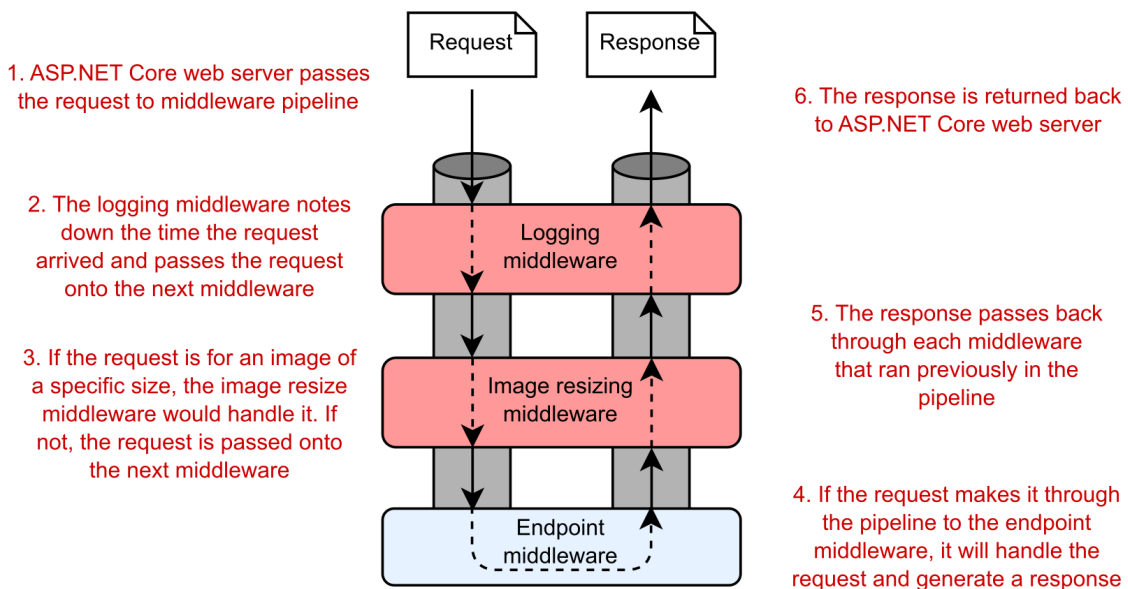 Request
Response
1. ASP.NET Core web server passes
the request to middleware pipeline
6. The response is returned back
to ASP.NET Core web server
2. The logging middleware notes
down the time the request
arrived and passes the request
onto the next middleware
Logging
middleware
3. If the request is for an image of
a specific size, the image resize
middleware would handle it. If
not, the request is passed onto
the next middleware
Image resizing
middleware
5. The response passes back
through each middleware
that ran previously in the
pipeline
Endpoint
middleware
4. If the request makes it through
the pipeline to the endpoint
middleware, it will handle the
request and generate a response